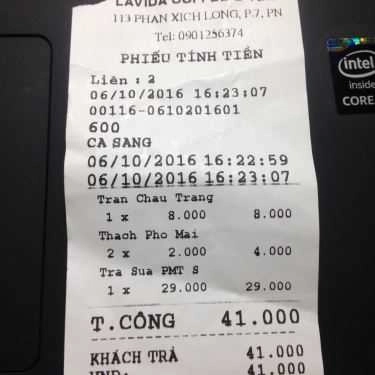 LAVIDA COFFEE &
113 PHAN XICH LONG, P.7, PN
Tel: 0901256374
PHIẾU TÍNH TIỀN
Liên : 2
06/10/2016 16:23:07
00116-0610201601
600
CA SANG
06/10/2016 16:22:59
06/10/2016 16:23:07
Tran Chau Trang
1 x 8.000 8.000
Thach Pho Mai
2 x 2.000 4.000
Tra Sua PMT S
1 x 29.000 29.000
T.CÔNG 41.000
KHÁCH TRẢ 41.000
VND: 41.000
intel
inside
CORE